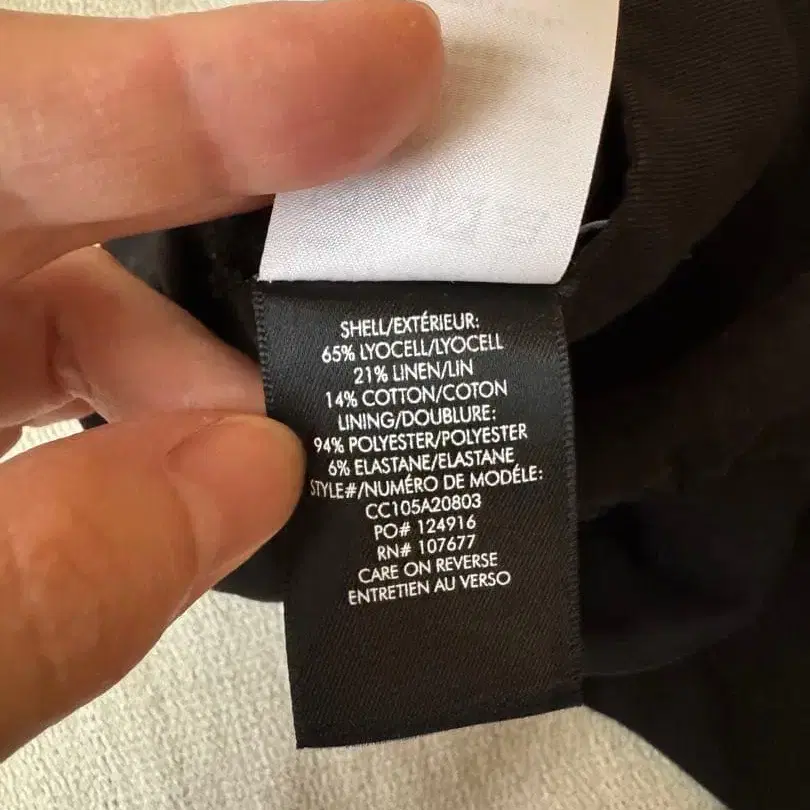 SHELL/EXTÉRIEUR:
65% LYOCELL/LYOCELL
21% LINEN/LIN
14% COTTON/COTON
LINING/DOUBLURE:
94% POLYESTER/POLYESTER
6% ELASTANE/ELASTANE
STYLE#/NUMÉRO DE MODÉLE:
CC105A20803
PO# 124916
RN# 107677
CARE ON REVERSE
ENTRETIEN AU VERSO